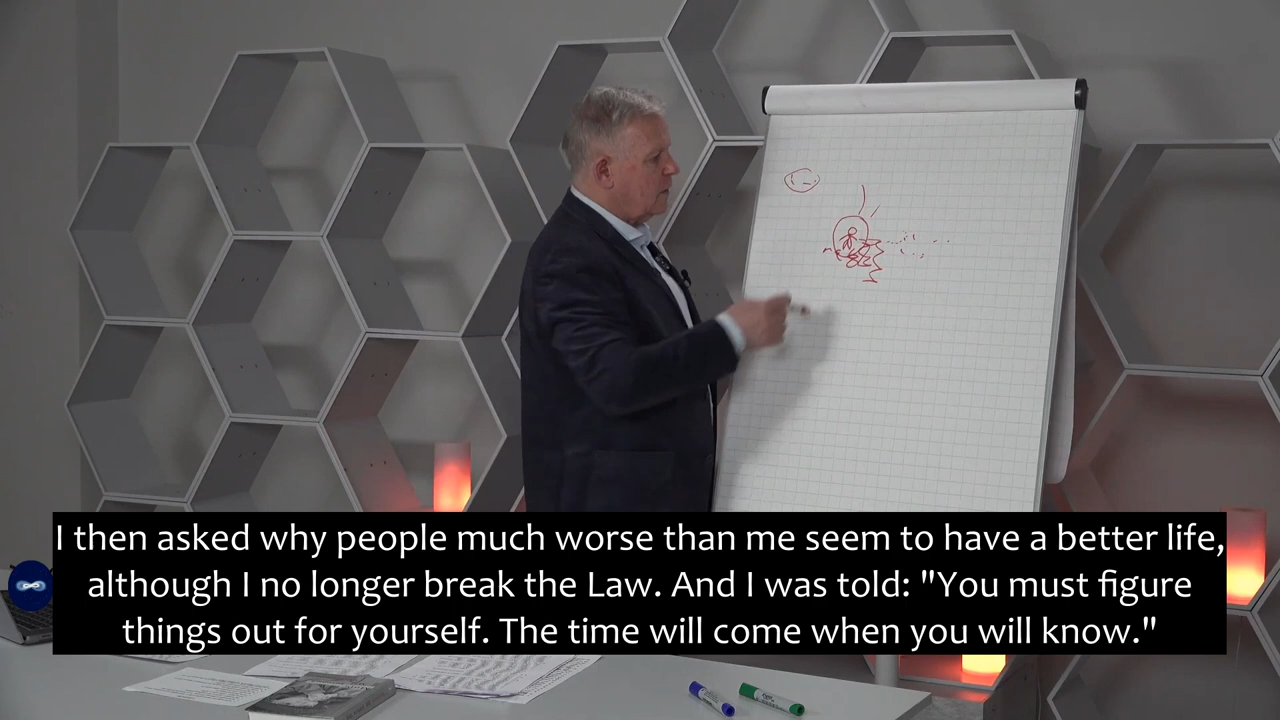 I then asked why people much worse than me seem to have a better life,
although I no longer break the Law. And I was told: "You must figure
things out for yourself. The time will come when you will know."